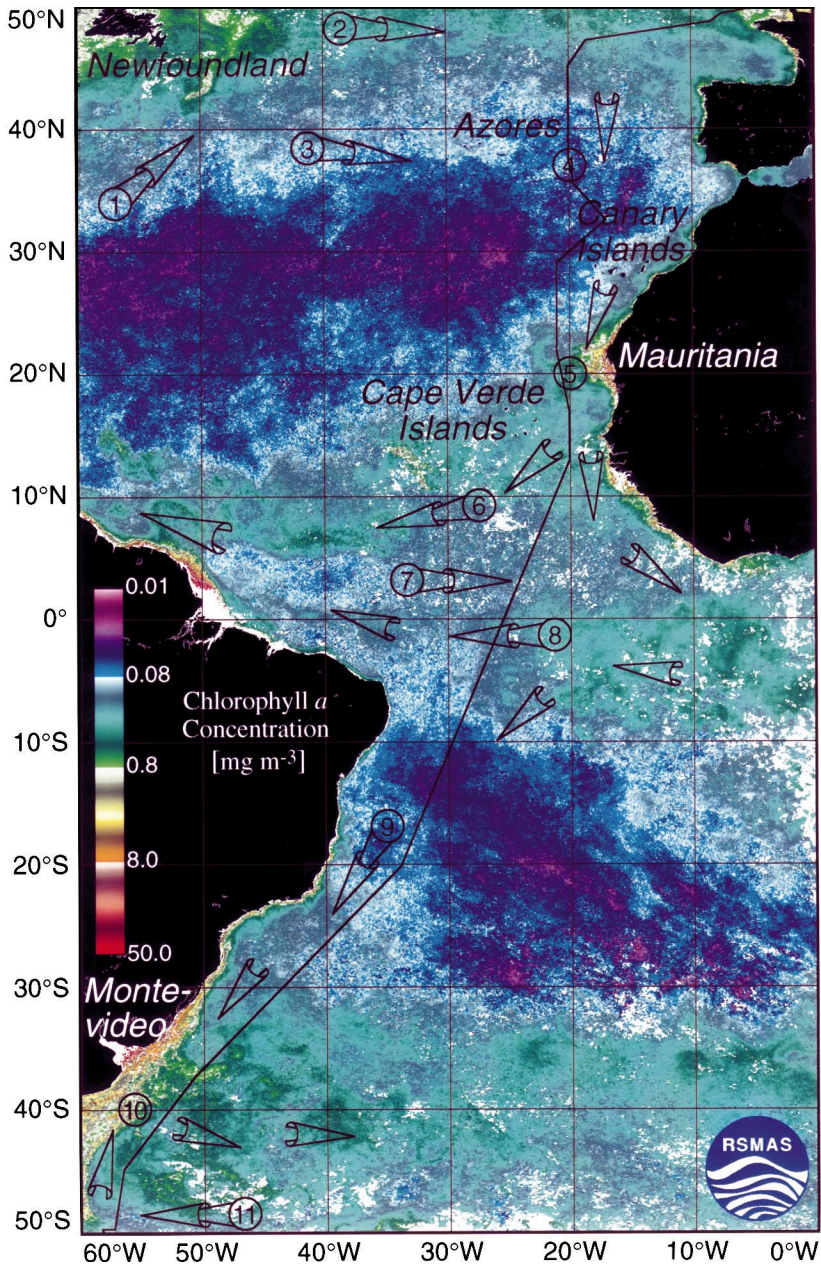 50°N
40°N
30°N
20°N
10°N
0°
10°S
20°S
30°S
40°S
50°S
Newfoundland
2
Azores
3
4
1
Canary
Islands
Mauritania
5
Cape Verde
Islands
6
7
8
0.01
0.08
0.8
8.0
50.0
Chlorophyll a
Concentration
[mg m-3]
9
Monte-
video
10
11
RSMAS
60°W 50°W 40°W 30°W 20°W 10°W 0°W